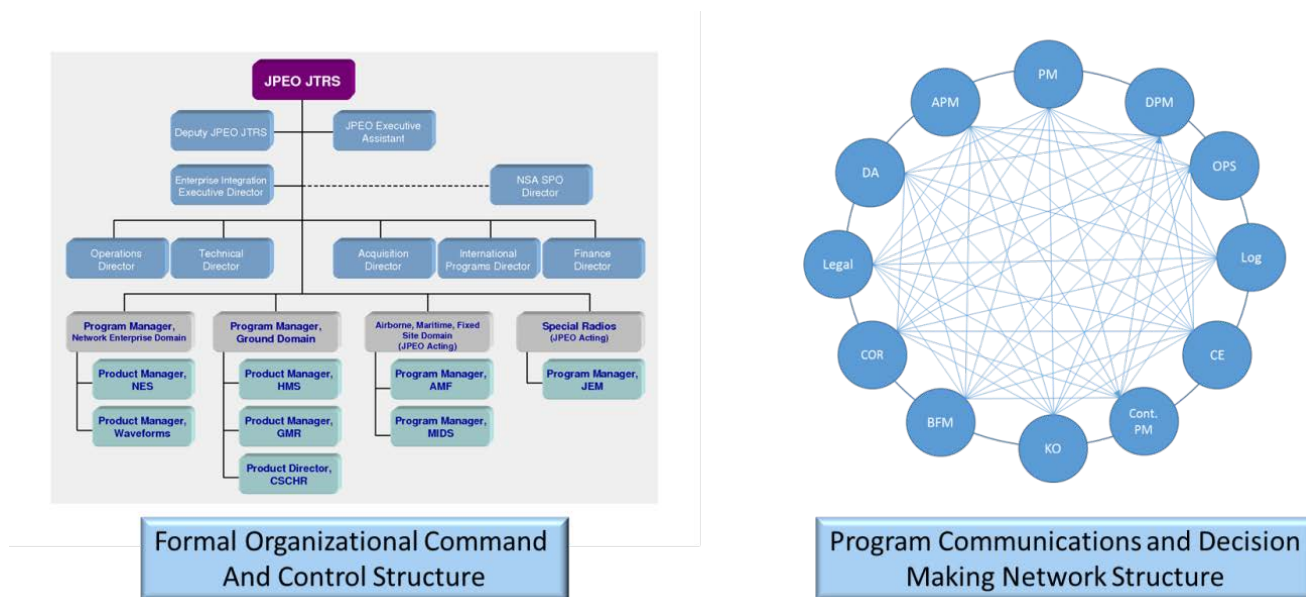 JPEO JTRS
Deputy JPEO JTRS
JPEO Executive
Assistant
Enterprise Integration
Executive Director
NSA SPO
Director
Operations
Director
Technical
Director
Acquisition
Director
International
Programs Director
Finance
Director
Program Manager,
Network Enterprise Domain
Program Manager,
Ground Domain
Airborne, Maritime, Fixed
Site Domain
(JPEO Acting)
Special Radios
(JPEO Acting)
Product Manager,
NES
Product Manager,
Waveforms
Product Manager,
HMS
Product Manager,
GMR
Product Director,
CSCHR
Program Manager,
AMF
Program Manager,
MIDS
Program Manager,
JEM
Formal Organizational Command
And Control Structure
PM
DPM
OPS
Log
CE
Cont.
PM
KO
BFM
COR
Legal
DA
APM
Program Communications and Decision
Making Network Structure